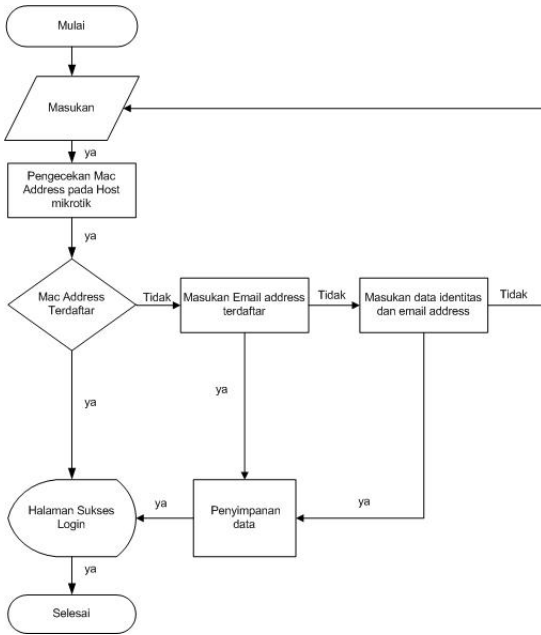 Mulai
Masukan
ya
Pengecekan Mac
Address pada Host
mikrotik
ya
Mac Address
Terdaftar
Tidak
Masukan Email address
terdaftar
Tidak
Masukan data identitas
dan email address
Tidak
ya
ya
ya
Halaman Sukses
Login
ya
Penyimpanan
data
ya
Selesai